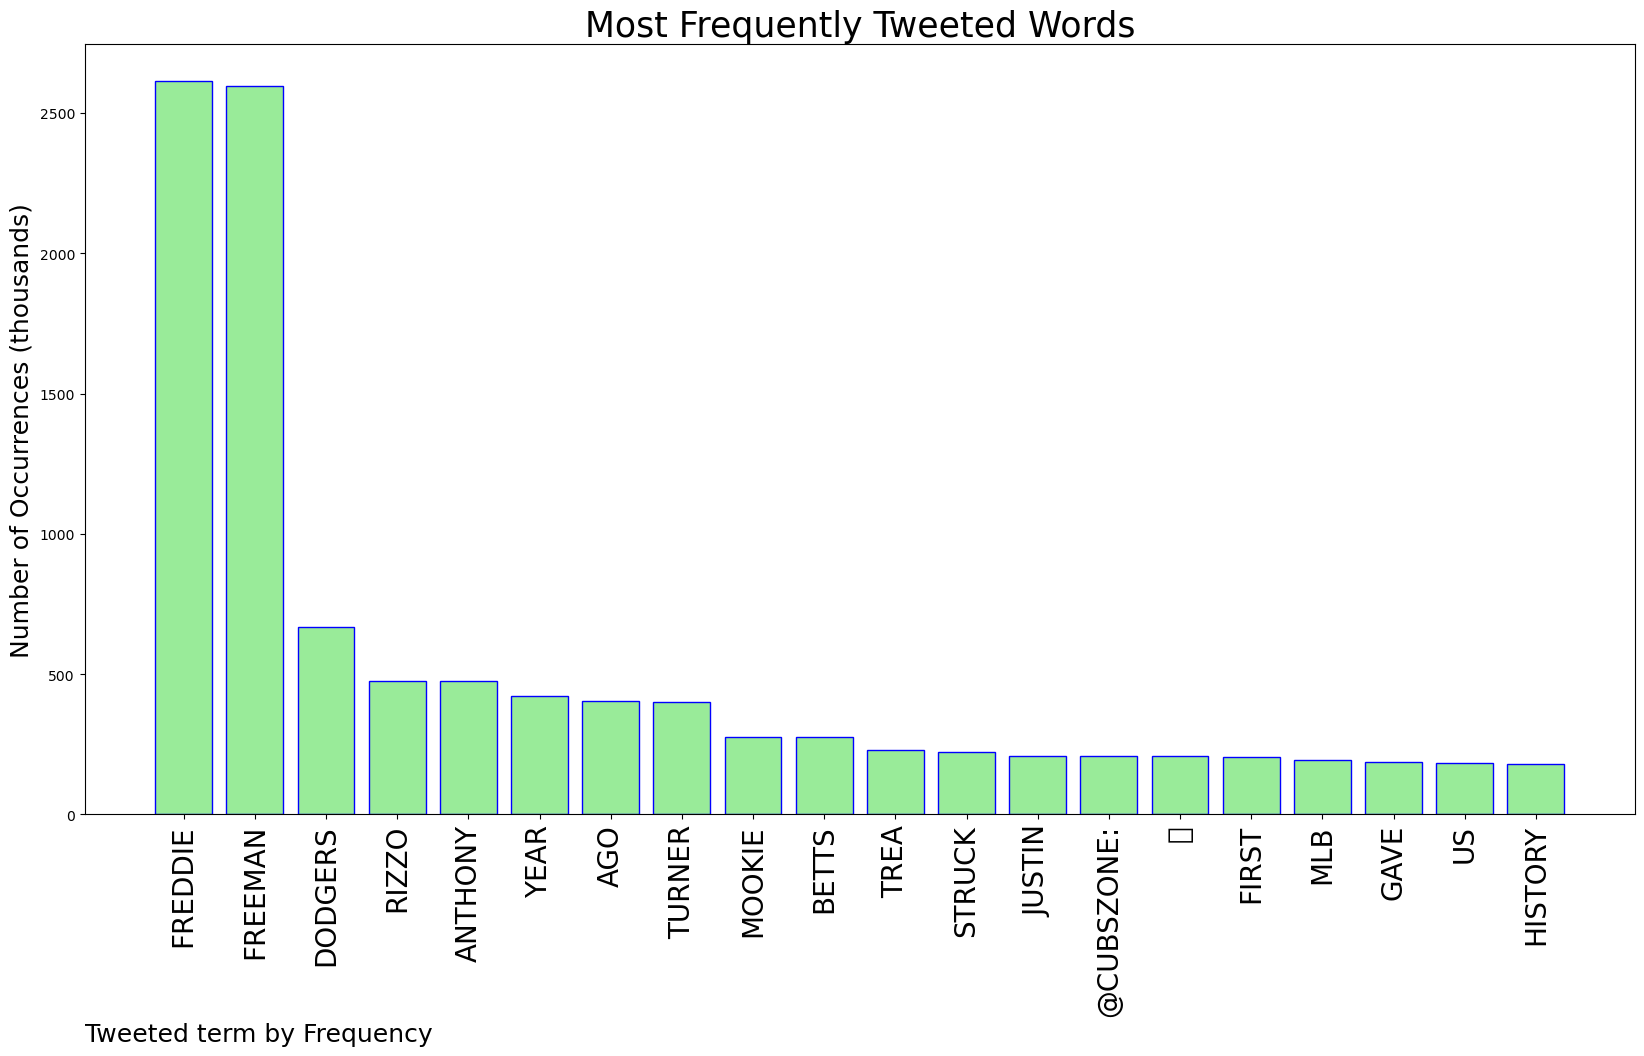 Most Frequently Tweeted Words
Number of Occurrences (thousands)
2500
2000
1500
1000
500
0
FREDDIE
FREEMAN
DODGERS
RIZZO
ANTHONY
YEAR
AGO
TURNER
MOOKIE
BETTS
TREA
STRUCK
JUSTIN
@CUBSZONE:
FIRST
MLB
GAVE
US
HISTORY
Tweeted term by Frequency